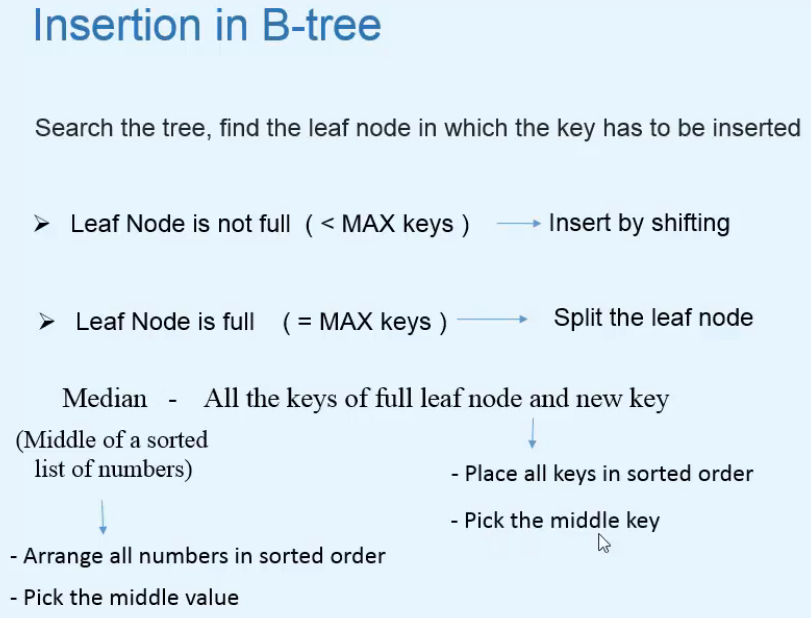 Insertion in B-tree
Search the tree, find the leaf node in which the key has to be inserted
➢ Leaf Node is not full ( < MAX keys ) → Insert by shifting
➢ Leaf Node is full ( = MAX keys ) → Split the leaf node
Median - All the keys of full leaf node and new key
(Middle of a sorted
list of numbers)
- Place all keys in sorted order
- Pick the middle key
- Arrange all numbers in sorted order
- Pick the middle value